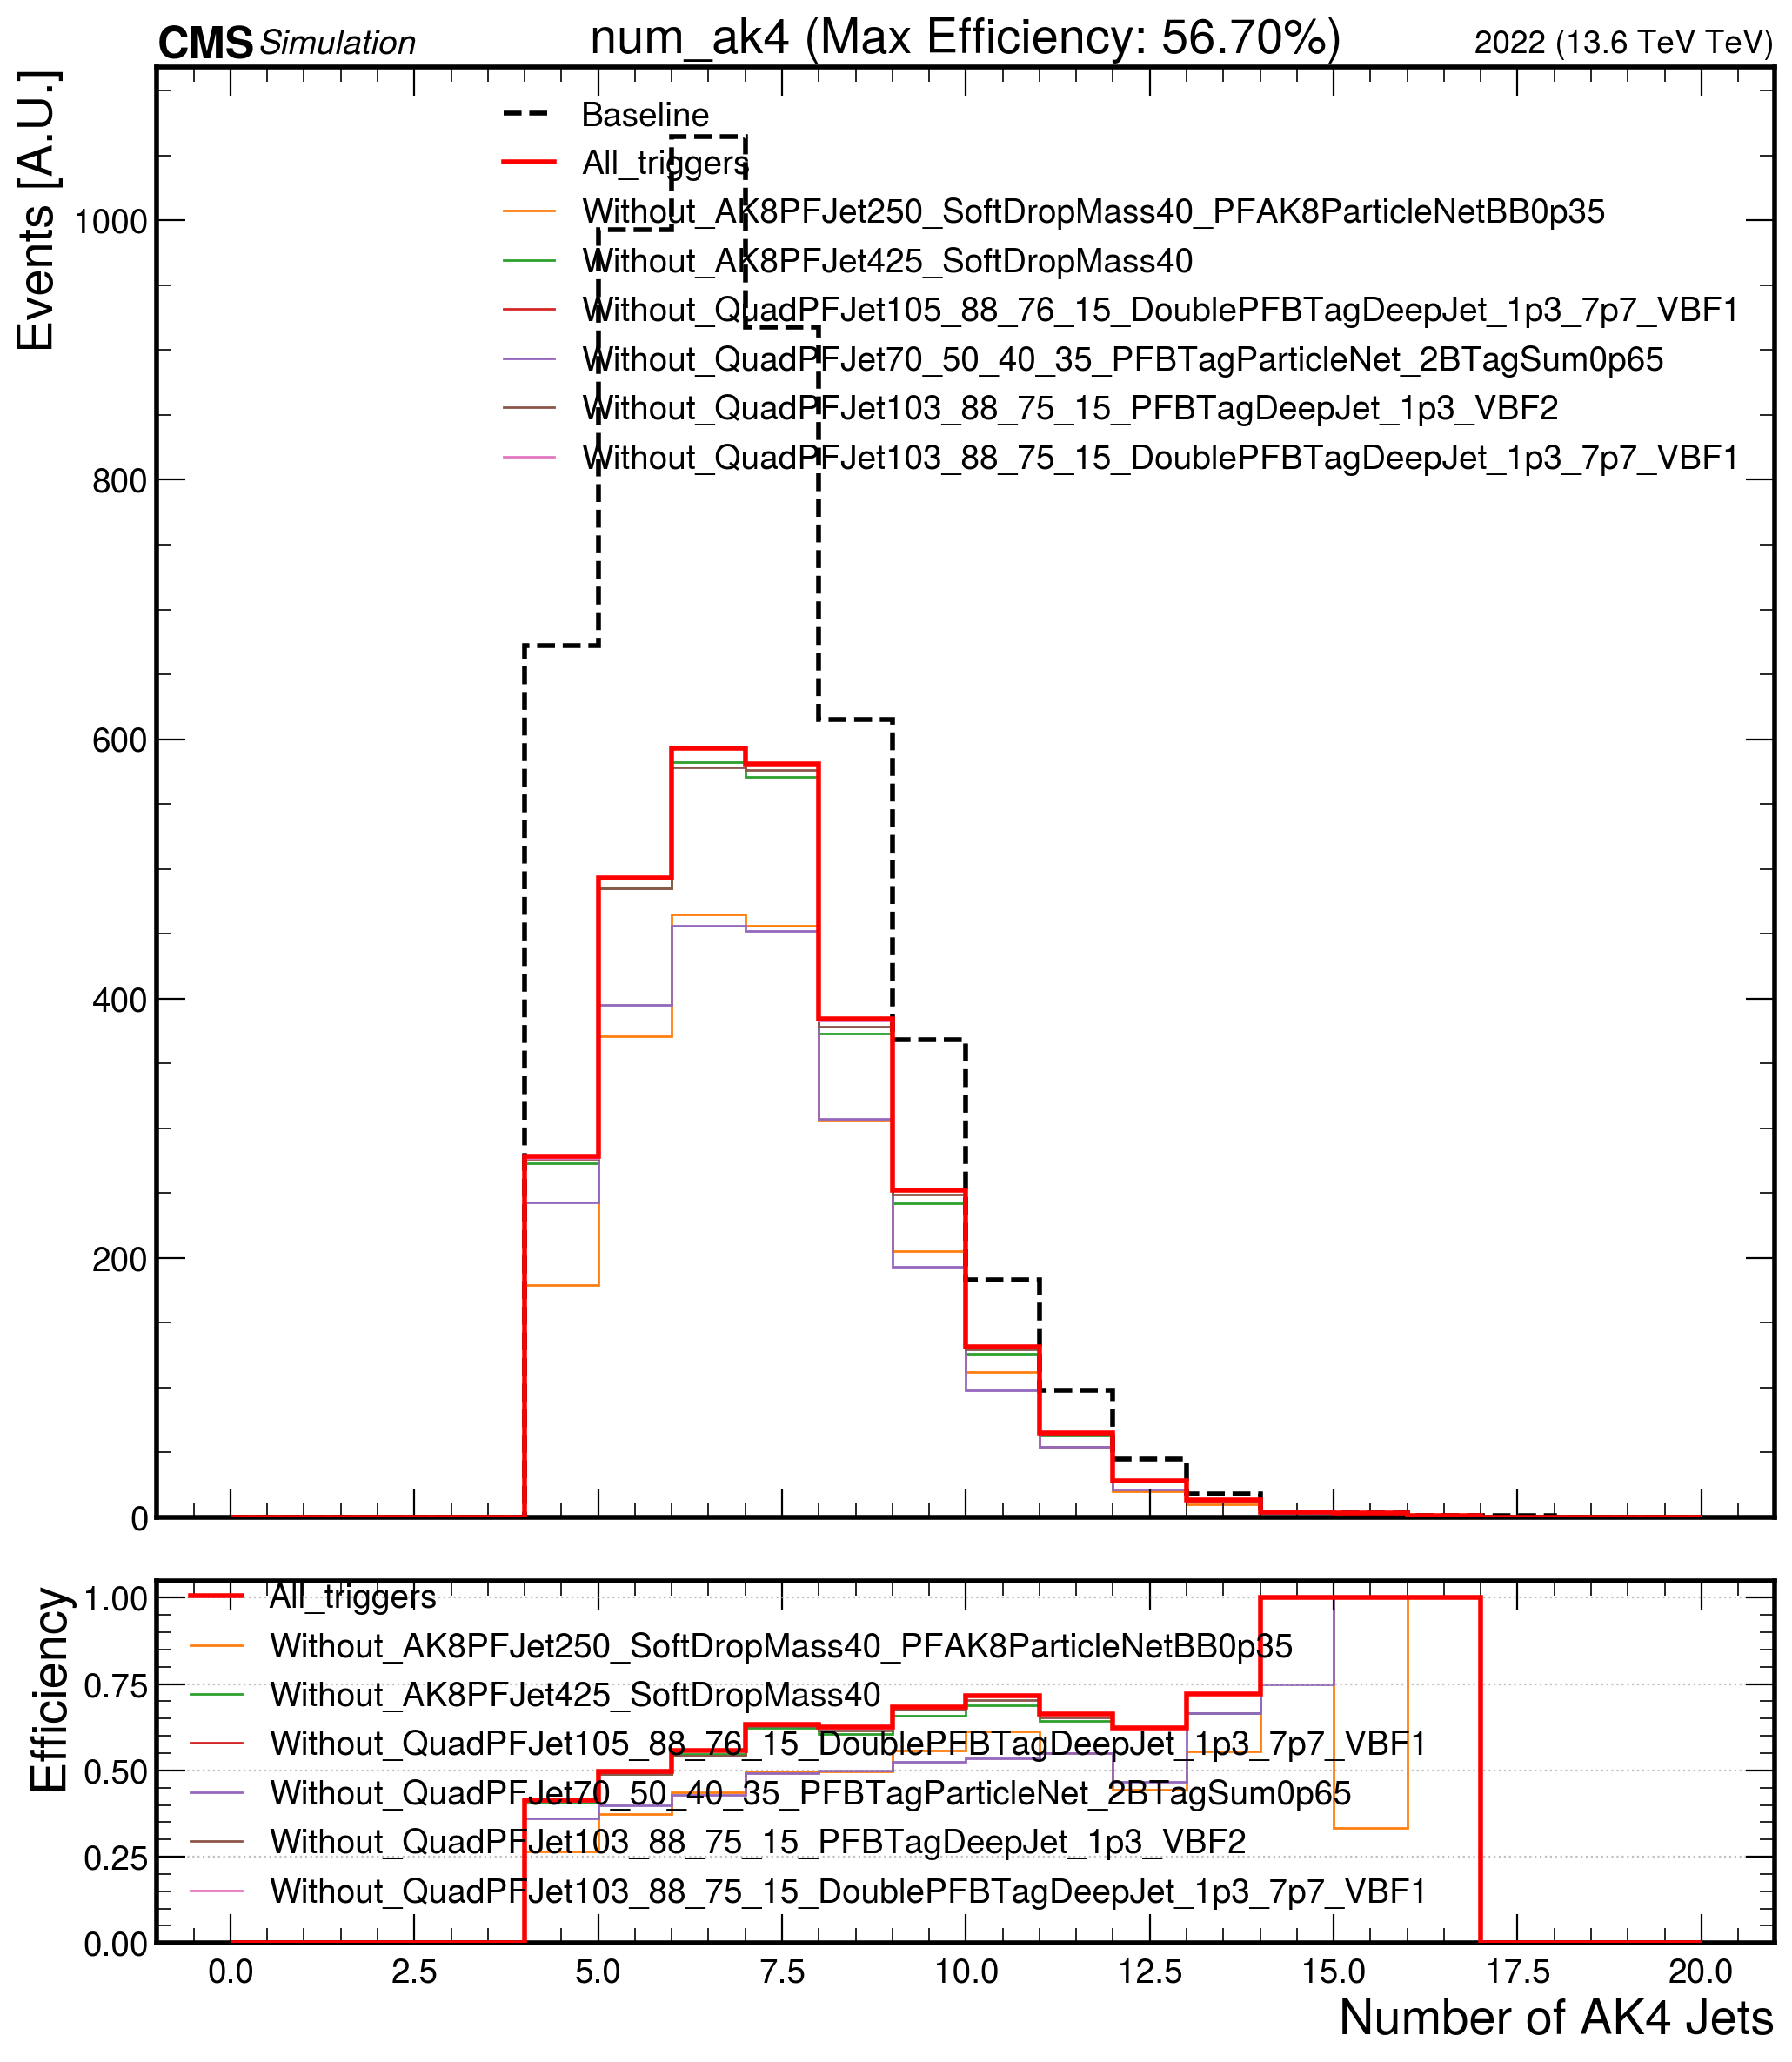 CMS Simulation num_ak4 (Max Efficiency: 56.70%) 2022 (13.6 TeV TeV)
Events [A.U.]
Baseline
All_triggers
Without_AK8PFJet250_SoftDropMass40_PFAK8ParticleNetBB0p35
Without_AK8PFJet425_SoftDropMass40
Without_QuadPFJet105_88_76_15_DoublePFBTagDeepJet_1p3_7p7_VBF1
Without_QuadPFJet70_50_40_35_PFBTagParticleNet_2BTagSum0p65
Without_QuadPFJet103_88_75_15_PFBTagDeepJet_1p3_VBF2
Without_QuadPFJet103_88_75_15_DoublePFBTagDeepJet_1p3_7p7_VBF1
1000
800
600
400
200
0
Efficiency
All_triggers
Without_AK8PFJet250_SoftDropMass40_PFAK8ParticleNetBB0p35
Without_AK8PFJet425_SoftDropMass40
Without_QuadPFJet105_88_76_15_DoublePFBTagDeepJet_1p3_7p7_VBF1
Without_QuadPFJet70_50_40_35_PFBTagParticleNet_2BTagSum0p65
Without_QuadPFJet103_88_75_15_PFBTagDeepJet_1p3_VBF2
Without_QuadPFJet103_88_75_15_DoublePFBTagDeepJet_1p3_7p7_VBF1
1.00
0.75
0.50
0.25
0.00
0.0 2.5 5.0 7.5 10.0 12.5 15.0 17.5 20.0
Number of AK4 Jets